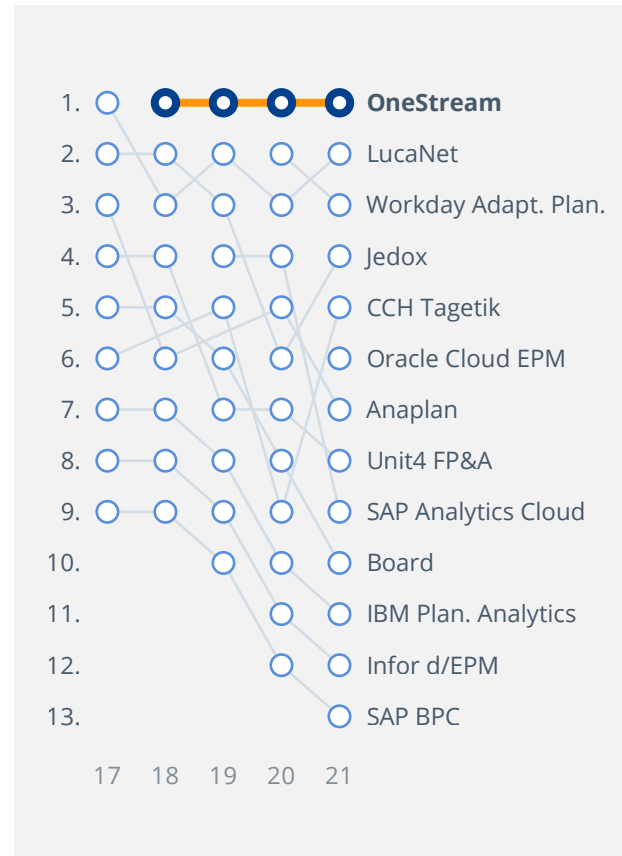 1. OneStream
2. LucaNet
3. Workday Adapt. Plan.
4. Jedox
5. CCH Tagetik
6. Oracle Cloud EPM
7. Anaplan
8. Unit4 FP&A
9. SAP Analytics Cloud
10. Board
11. IBM Plan. Analytics
12. Infor d/EPM
13. SAP BPC
17 18 19 20 21